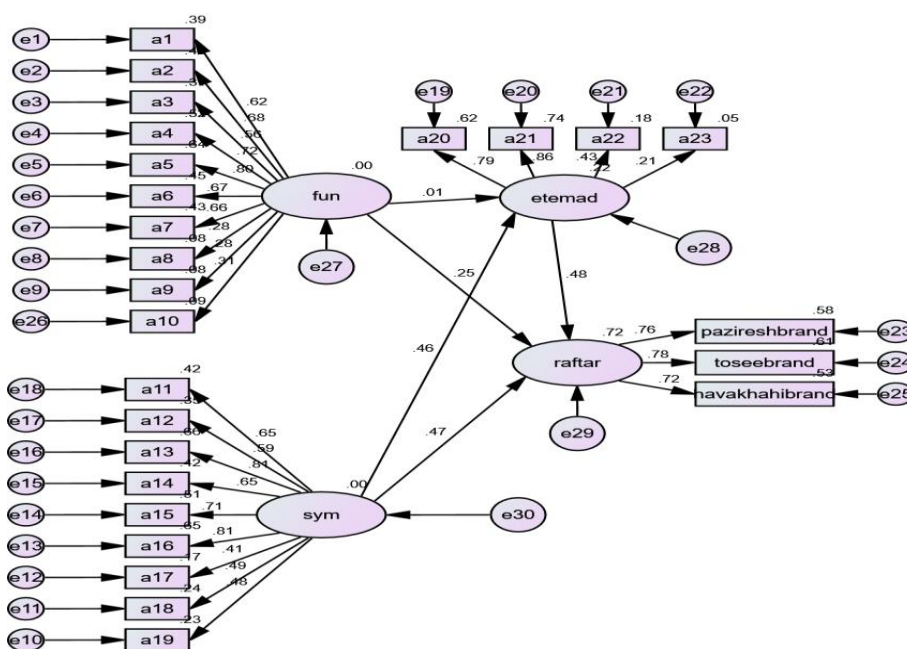 .39
e1
a1
e2
a2
e3
a3
e4
a4
e5
a5
e6
a6
e7
a7
e8
a8
e9
a9
e26
a10
.62
.68
.56
.72
.80
.67
.66
.28
.28
.31
.64
.45
.43
.08
.08
.09
.00
fun
e27
.01
.25
e19
e20
e21
e22
.62
.74
.18
.05
a20
a21
a22
a23
.79
.86
.43
.22
.21
etemad
e28
.48
.46
.47
.72
raftar
e29
.76
.78
.72
.58
pazireshbrand
e23
.61
toseebrand
e24
.53
e25
.42
e18
a11
e17
a12
e16
a13
e15
a14
e14
a15
e13
a16
e12
a17
e11
a18
e10
a19
.65
.59
.81
.65
.71
.81
.41
.49
.48
.66
.42
.65
.17
.24
.23
.00
sym
e30